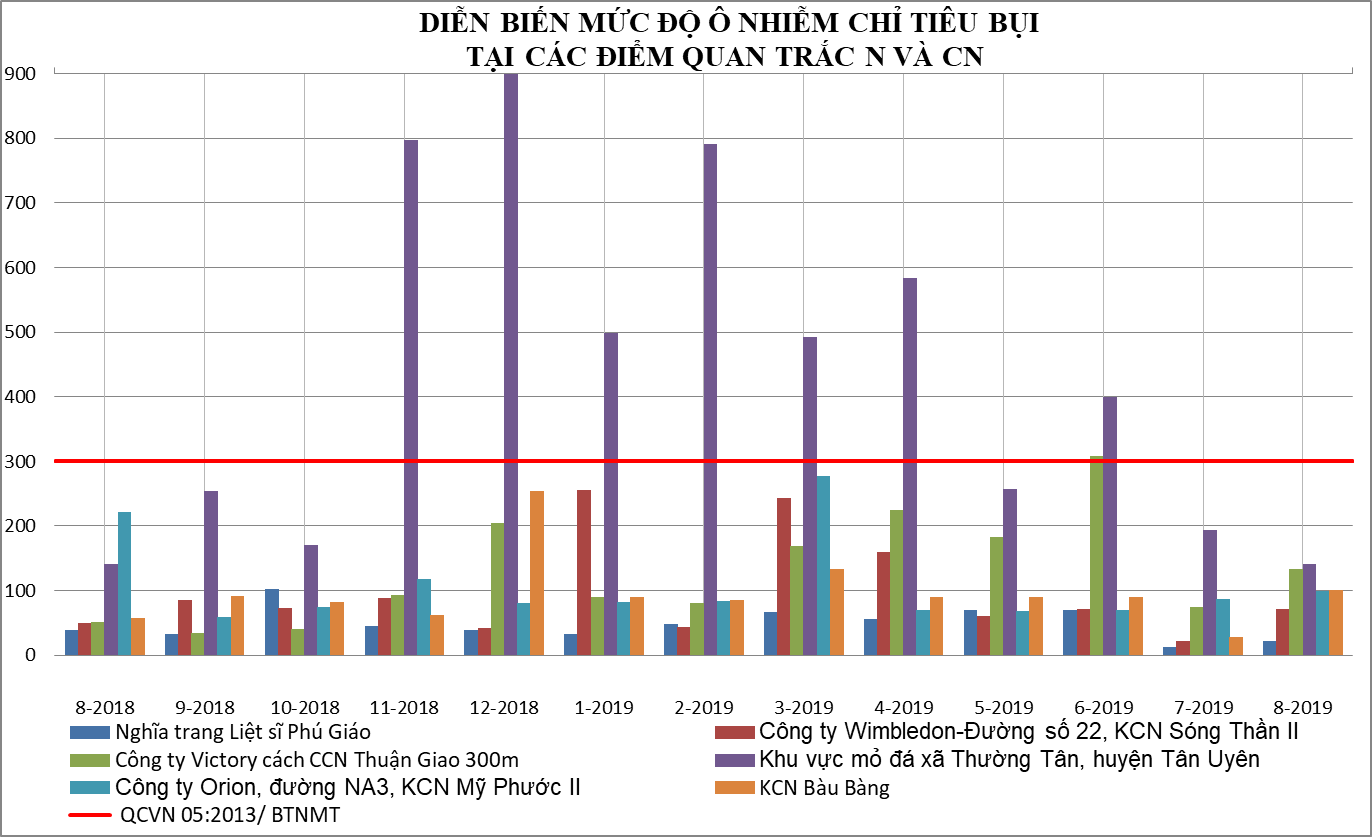 DIỄN BIẾN MỨC ĐỘ Ô NHIỄM CHỈ TIÊU BỤI
TẠI CÁC ĐIỂM QUAN TRẮC N VÀ CN
900
800
700
600
500
400
300
200
100
0
8-2018 9-2018 10-2018 11-2018 12-2018 1-2019 2-2019 3-2019 4-2019 5-2019 6-2019 7-2019 8-2019
Nghĩa trang Liệt sĩ Phú Giáo Công ty Wimbledon-Đường số 22, KCN Sóng Thần II
Công ty Victory cách CCN Thuận Giao 300m Khu vực mỏ đá xã Thường Tân, huyện Tân Uyên
Công ty Orion, đường NA3, KCN Mỹ Phước II KCN Bàu Bàng
QCVN 05:2013/ BTNMT